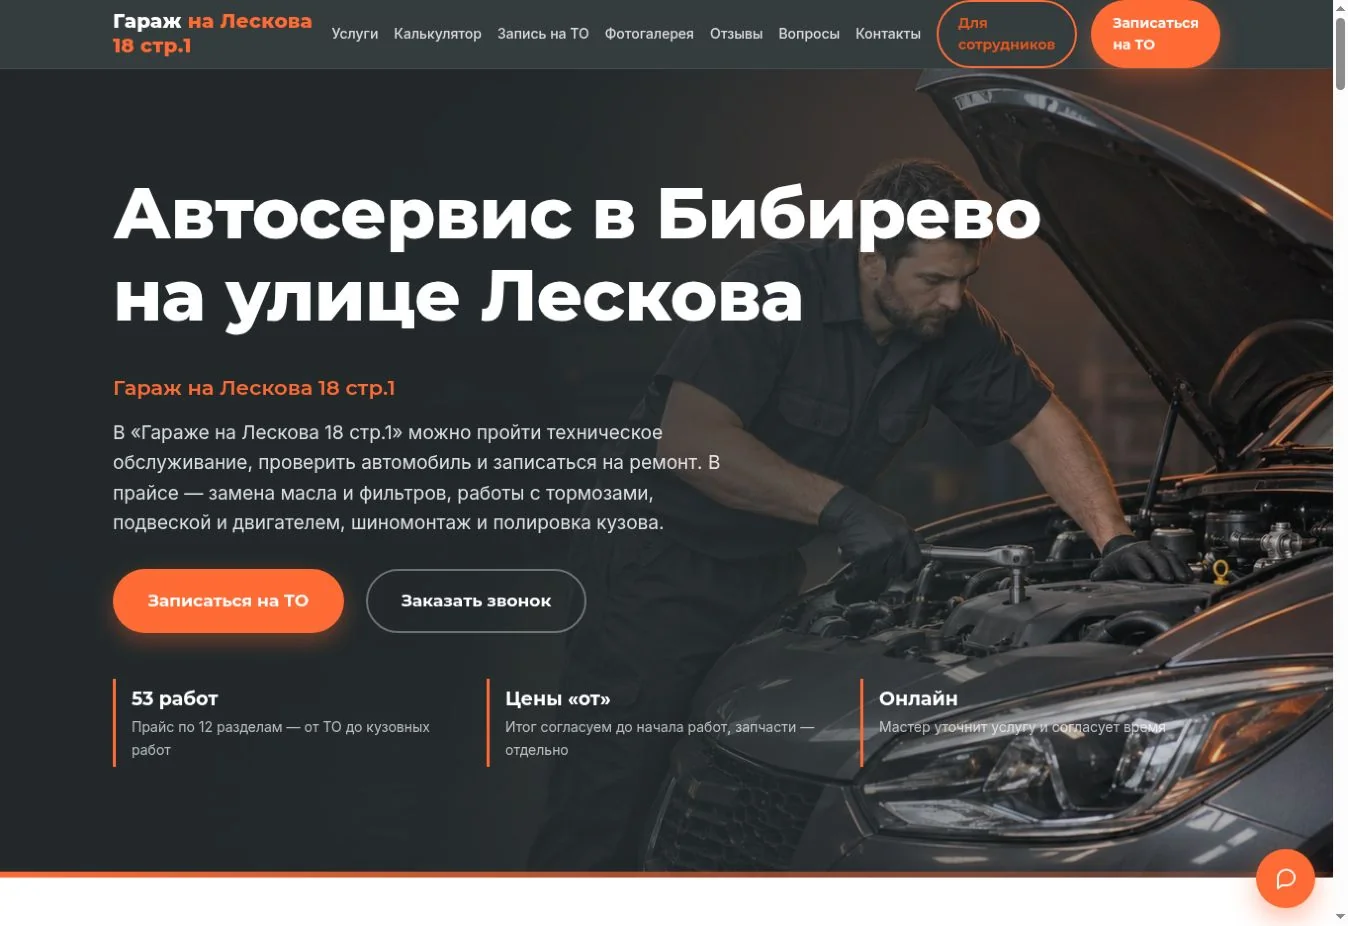 Гараж на Лескова
18 стр.1
Услуги Калькулятор Запись на ТО Фотогалерея Отзывы Вопросы Контакты
Для
сотрудников
Записаться
на ТО
Автосервис в Бибирево
на улице Лескова
Гараж на Лескова 18 стр.1
В «Гараже на Лескова 18 стр.1» можно пройти техническое
обслуживание, проверить автомобиль и записаться на ремонт. В
прайсе — замена масла и фильтров, работы с тормозами,
подвеской и двигателем, шиномонтаж и полировка кузова.
Записаться на ТО
Заказать звонок
53 работ
Прайс по 12 разделам — от ТО до кузовных
работ
Цены «от»
Итог согласуем до начала работ, запчасти —
отдельно
Онлайн
Мастер уточнит услугу и согласует время